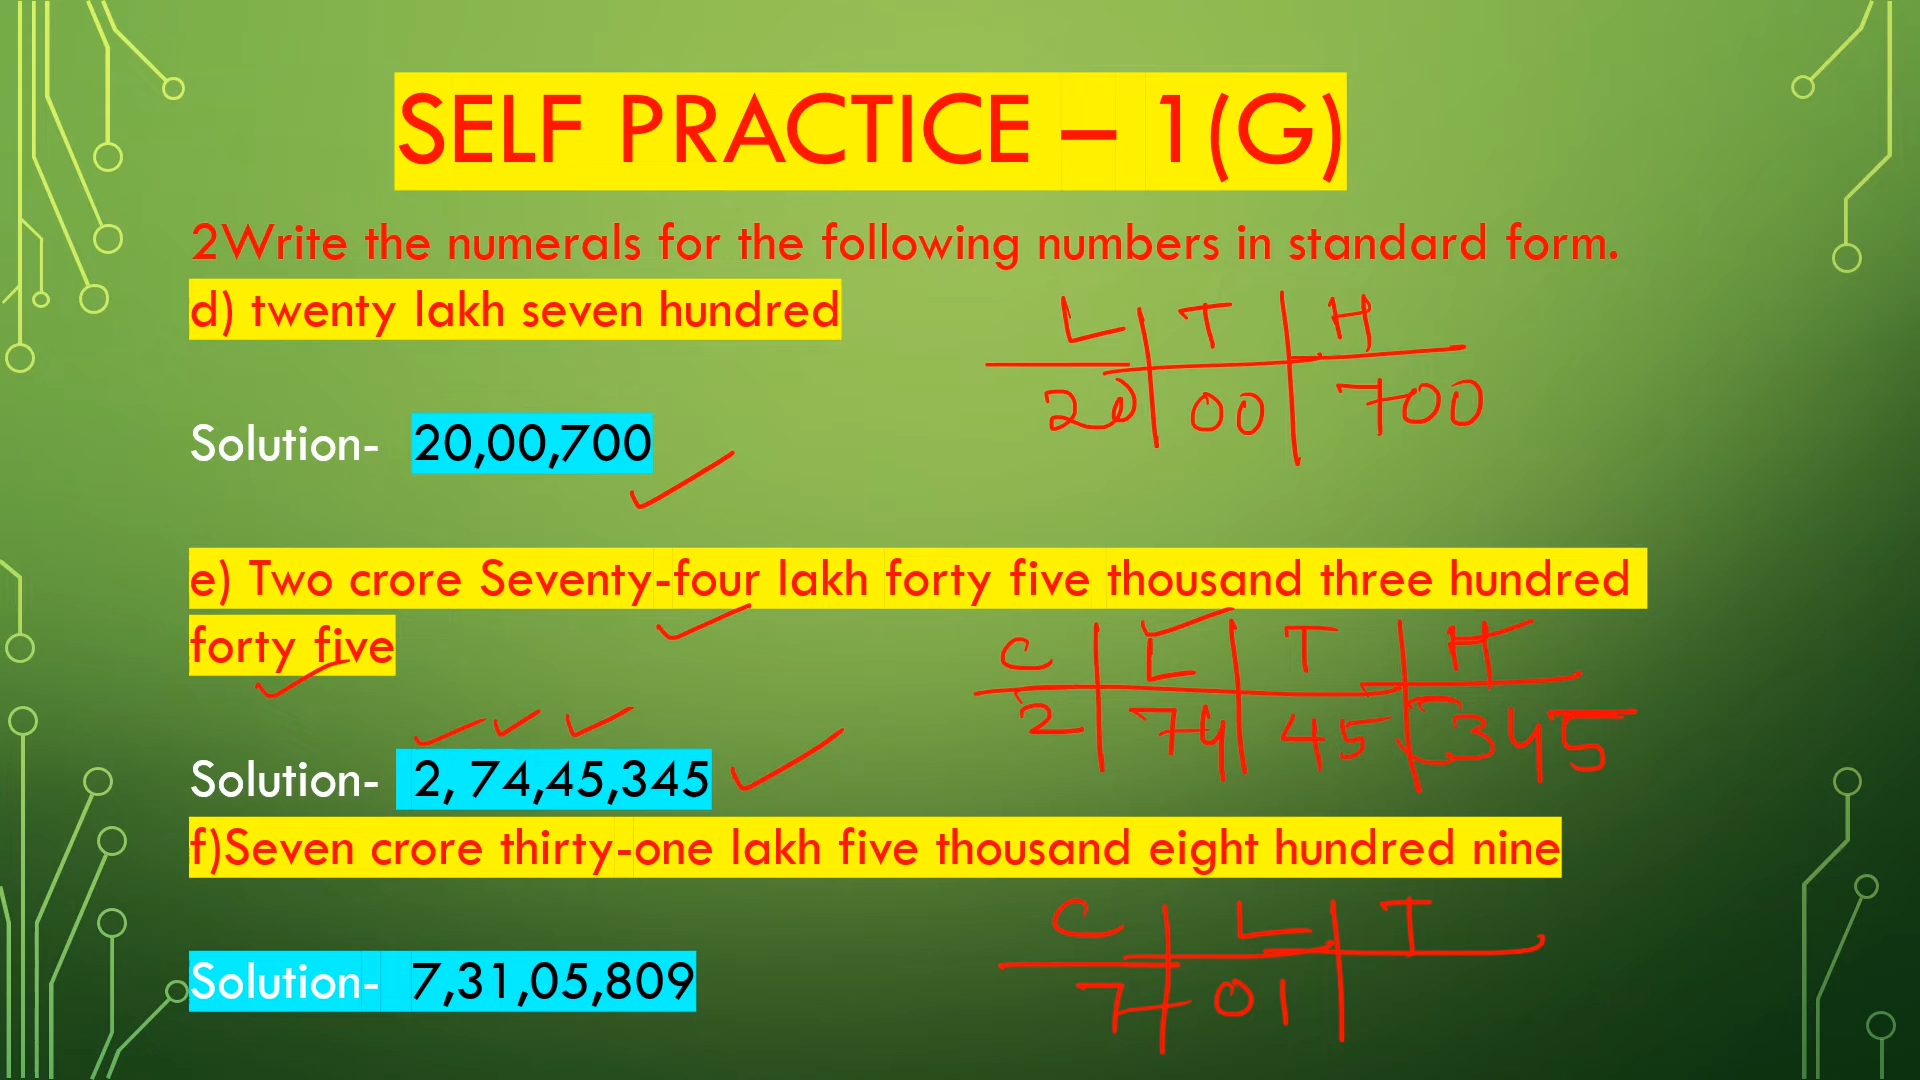 SELF PRACTICE – 1(G)
2Write the numerals for the following numbers in standard form.
d) twenty lakh seven hundred
L T H
20 00 700
Solution- 20,00,700
e) Two crore Seventy-four lakh forty five thousand three hundred
forty five
C L T H
2 74 45 345
Solution- 2, 74,45,345
f)Seven crore thirty-one lakh five thousand eight hundred nine
C L T
7 01
Solution- 7,31,05,809